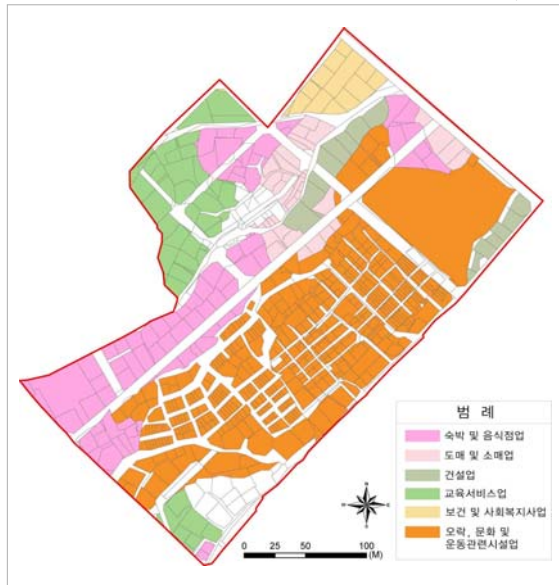 범 례
숙박 및 음식점업
도매 및 소매업
건설업
교육서비스업
보건 및 사회복지사업
오락, 문화 및
운동관련시설업
0 25 50 100
(M)